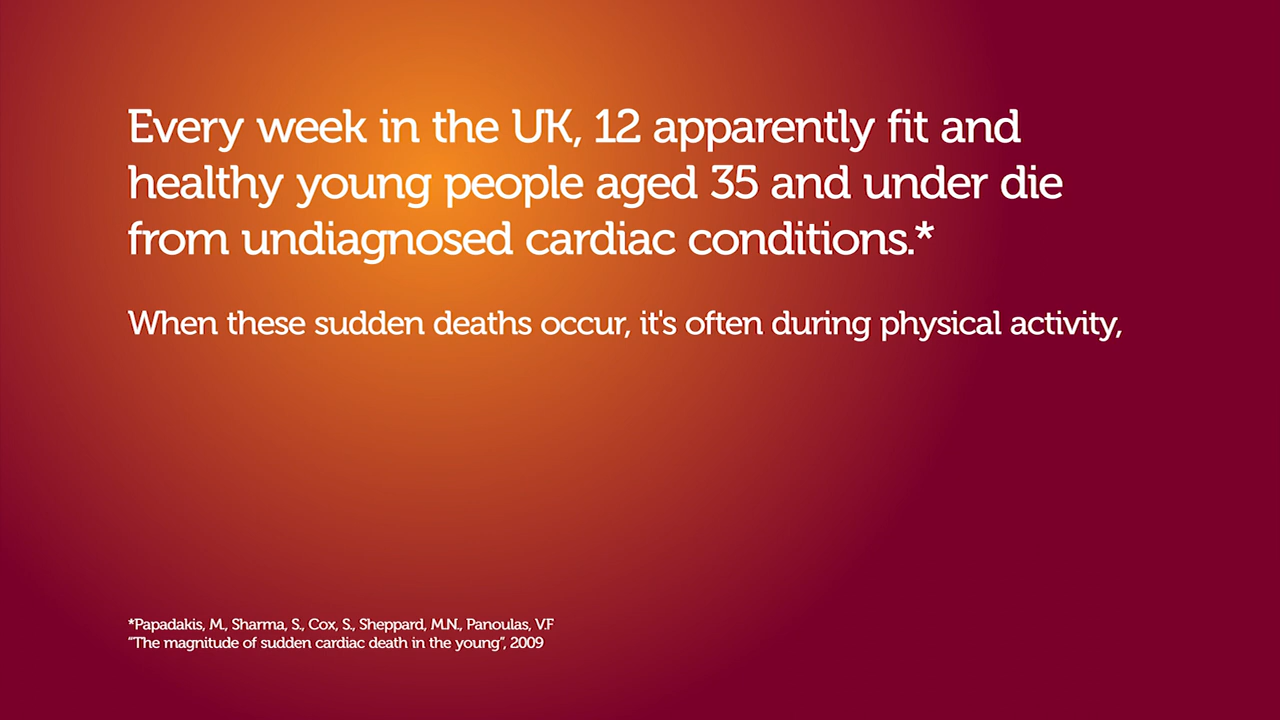 Every week in the UK, 12 apparently fit and
healthy young people aged 35 and under die
from undiagnosed cardiac conditions.*
When these sudden deaths occur, it's often during physical activity,
*Papadakis, M., Sharma, S., Cox, S., Sheppard, M.N., Panoulas, V.F
“The magnitude of sudden cardiac death in the young”, 2009